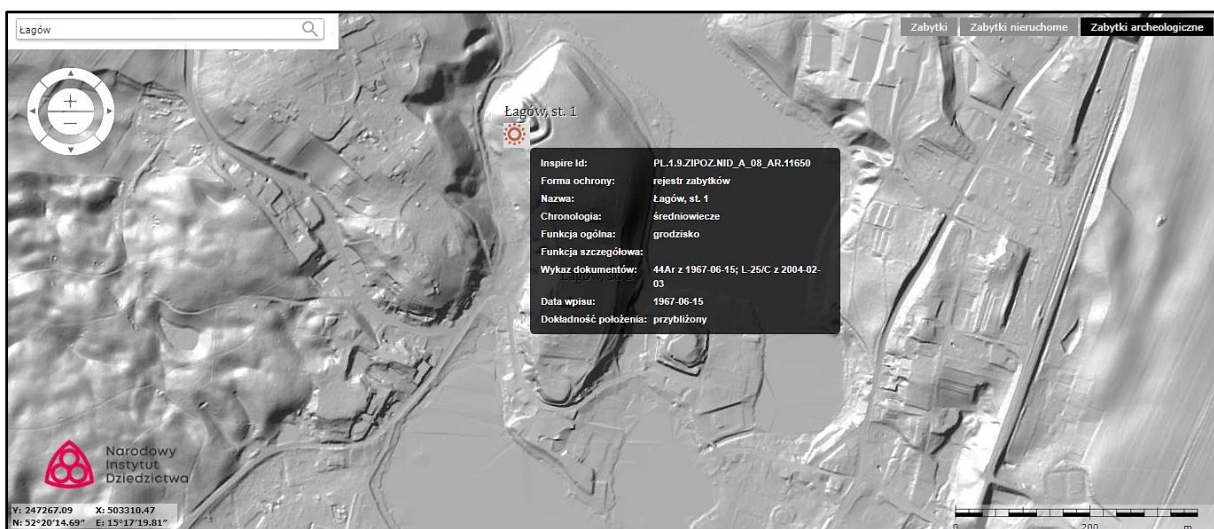 Łagów
Zabytki
Zabytki nieruchome
Zabytki archeologiczne
Łagów, st. 1
Inspire Id: PL.1.9.ZIPOZ.NID_A_08_AR.11650
Forma ochrony: rejestr zabytków
Nazwa: Łagów, st. 1
Chronologia: średniowiecze
Funkcja ogólna: grodzisko
Funkcja szczegółowa:
Wykaz dokumentów: 44Ar z 1967-06-15; L-25/C z 2004-02-
03
Data wpisu: 1967-06-15
Dokładność położenia: przybliżony
Narodowy
Instytut
Dziedzictwa
Y: 247267.09 X: 503310.47
N: 52°20'14.69" E: 15°17'19.81"
0 200 m